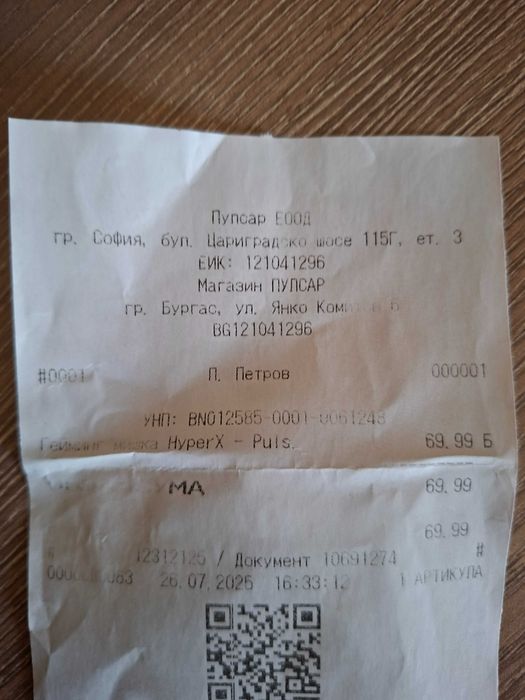 Пулсар ЕООД
гр. София, бул. Цариградско шосе 115Г, ет. 3
ЕИК: 121041296
Магазин ПУЛСАР
гр. Бургас, ул. Янко
BG121041296
#0001 П. Петров 000001
УНП: BN012585-0001-0061248
HyperX - Puls. 69.99 Б
69.99
69.99
# 12312125 / Документ 10691274 #
26.07.2025 16:33:12 1 АРТИКУЛА